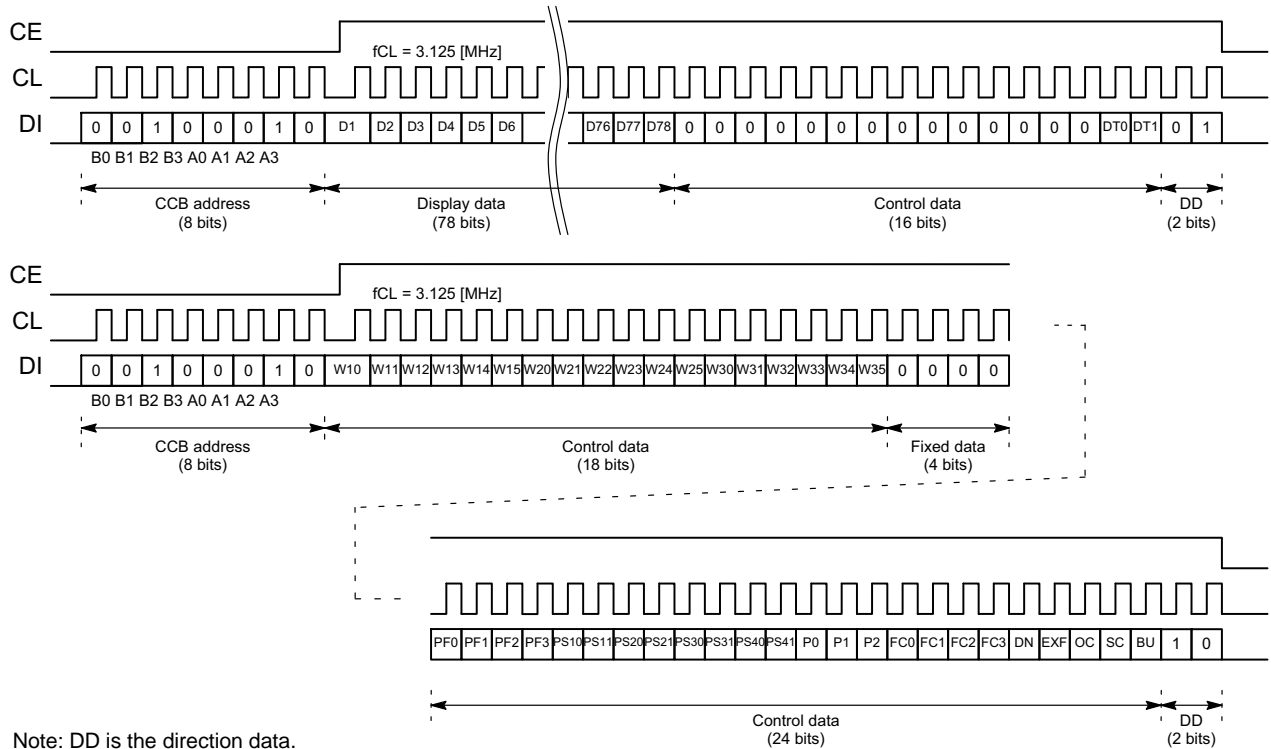 CE
fCL = 3.125 [MHz]
CL
DI 0 0 1 0 0 0 1 0 D1 D2 D3 D4 D5 D6 D76 D77 D78 0 0 0 0 0 0 0 0 0 0 0 0 0 0 DT0 DT1 0 1
B0 B1 B2 B3 A0 A1 A2 A3
CCB address Display data Control data DD
(8 bits) (78 bits) (16 bits) (2 bits)
CE
fCL = 3.125 [MHz]
CL
DI 0 0 1 0 0 0 1 0 W10 W11 W12 W13 W14 W15 W20 W21 W22 W23 W24 W25 W30 W31 W32 W33 W34 W35 0 0 0 0
B0 B1 B2 B3 A0 A1 A2 A3
CCB address Control data Fixed data
(8 bits) (18 bits) (4 bits)
PF0 PF1 PF2 PF3 PS10 PS11 PS20 PS21 PS30 PS31 PS40 PS41 P0 P1 P2 FC0 FC1 FC2 FC3 DN EXF OC SC BU 1 0
Control data DD
(24 bits) (2 bits)
Note: DD is the direction data.